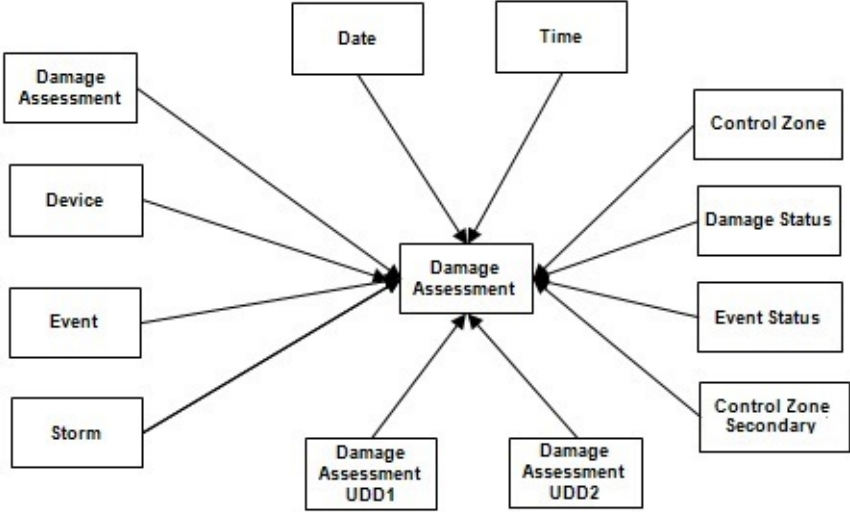 Date
Time
Damage
Assessment
Control Zone
Device
Damage Status
Damage
Assessment
Event
Event Status
Storm
Control Zone
Secondary
Damage
Assessment
UDD1
Damage
Assessment
UDD2